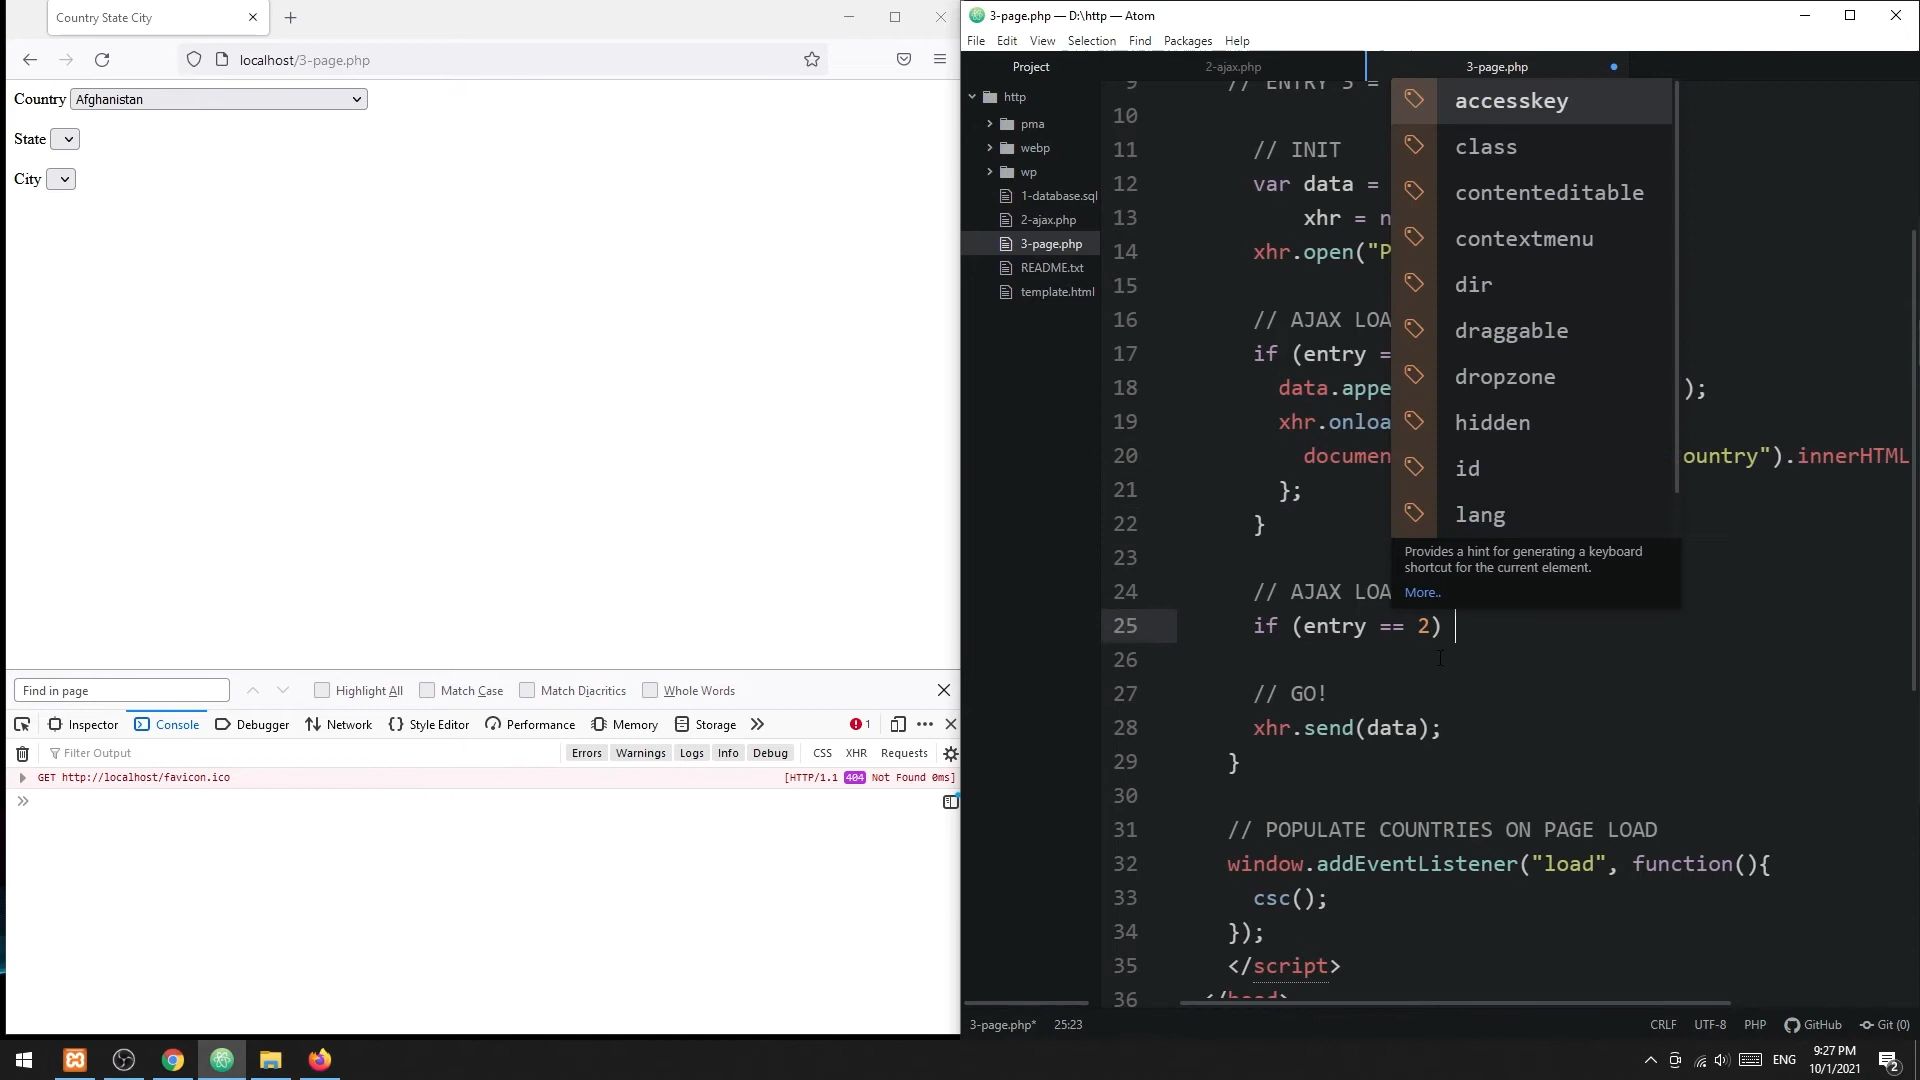 Country State City
localhost/3-page.php
Country Afghanistan
State
City
Find in page
Highlight All
Match Case
Match Diacritics
Whole Words
Inspector
Console
Debugger
Network
Style Editor
Performance
Memory
Storage
1
Filter Output
Errors
Warnings
Logs
Info
Debug
CSS
XHR
Requests
GET http://localhost/favicon.ico
[HTTP/1.1 404 Not Found 0ms]
3-page.php — D:\http — Atom
File Edit View Selection Find Packages Help
Project
http
pma
webp
wp
1-database.sql
2-ajax.php
3-page.php
README.txt
template.html
2-ajax.php
3-page.php
9 // ENTRY 3 =
10
11 // INIT
12 var data =
13 xhr = n
14 xhr.open("P
15
16 // AJAX LOA
17 if (entry =
18 data.appe );
19 xhr.onloa
20 documen ountry").innerHTML
21 };
22 }
23
24 // AJAX LOA
25 if (entry == 2)
26
27 // GO!
28 xhr.send(data);
29 }
30
31 // POPULATE COUNTRIES ON PAGE LOAD
32 window.addEventListener("load", function(){
33 csc();
34 });
35 </script>
36 </head>
accesskey
class
contenteditable
contextmenu
dir
draggable
dropzone
hidden
id
lang
Provides a hint for generating a keyboard
shortcut for the current element.
More..
3-page.php* 25:23
CRLF UTF-8 PHP GitHub Git (0)
ENG
9:27 PM
10/1/2021
2